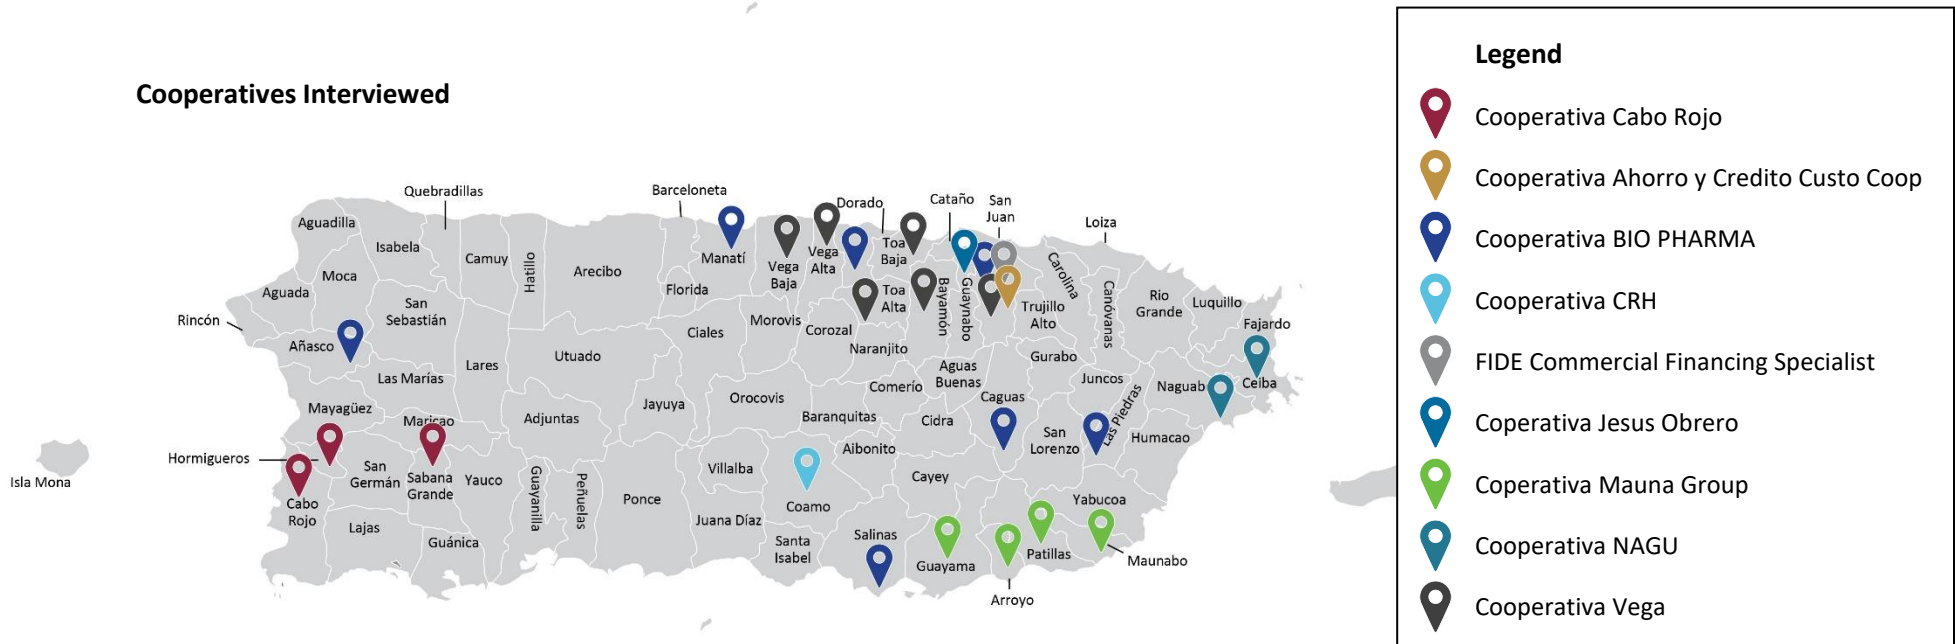 Cooperatives Interviewed
Quebradillas
Barceloneta
Dorado
Cataño
San
Juan
Loiza
Aguadilla
Isabela
Camuy
Hatillo
Arecibo
Manatí
Vega
Baja
Vega
Alta
Toa
Baja
Carolina
Canóvanas
Rio
Grande
Luquillo
Fajardo
Moca
Aguada
San
Sebastián
Florida
Toa
Alta
Bayamón
Guaynabo
Trujillo
Alto
Rincón
Añasco
Ciales
Morovis
Corozal
Naranjito
Utuado
Lares
Las Marías
Aguas
Buenas
Gurabo
Juncos
Naguab
Ceiba
Comerío
Caguas
Las Piedras
Mayagüez
Maricao
Adjuntas
Jayuya
Orocovis
Baranquitas
Cidra
San
Lorenzo
Humacao
Aibonito
Hormigueros
San
Germán
Sabana
Grande
Yauco
Guayanilla
Peñuelas
Ponce
Villalba
Coamo
Cayey
Isla Mona
Cabo
Rojo
Lajas
Guánica
Juana Díaz
Santa
Isabel
Salinas
Guayama
Patillas
Yabucoa
Maunabo
Arroyo
Legend
Cooperativa Cabo Rojo
Cooperativa Ahorro y Credito Custo Coop
Cooperativa BIO PHARMA
Cooperativa CRH
FIDE Commercial Financing Specialist
Coperativa Jesus Obrero
Coperativa Mauna Group
Cooperativa NAGU
Cooperativa Vega